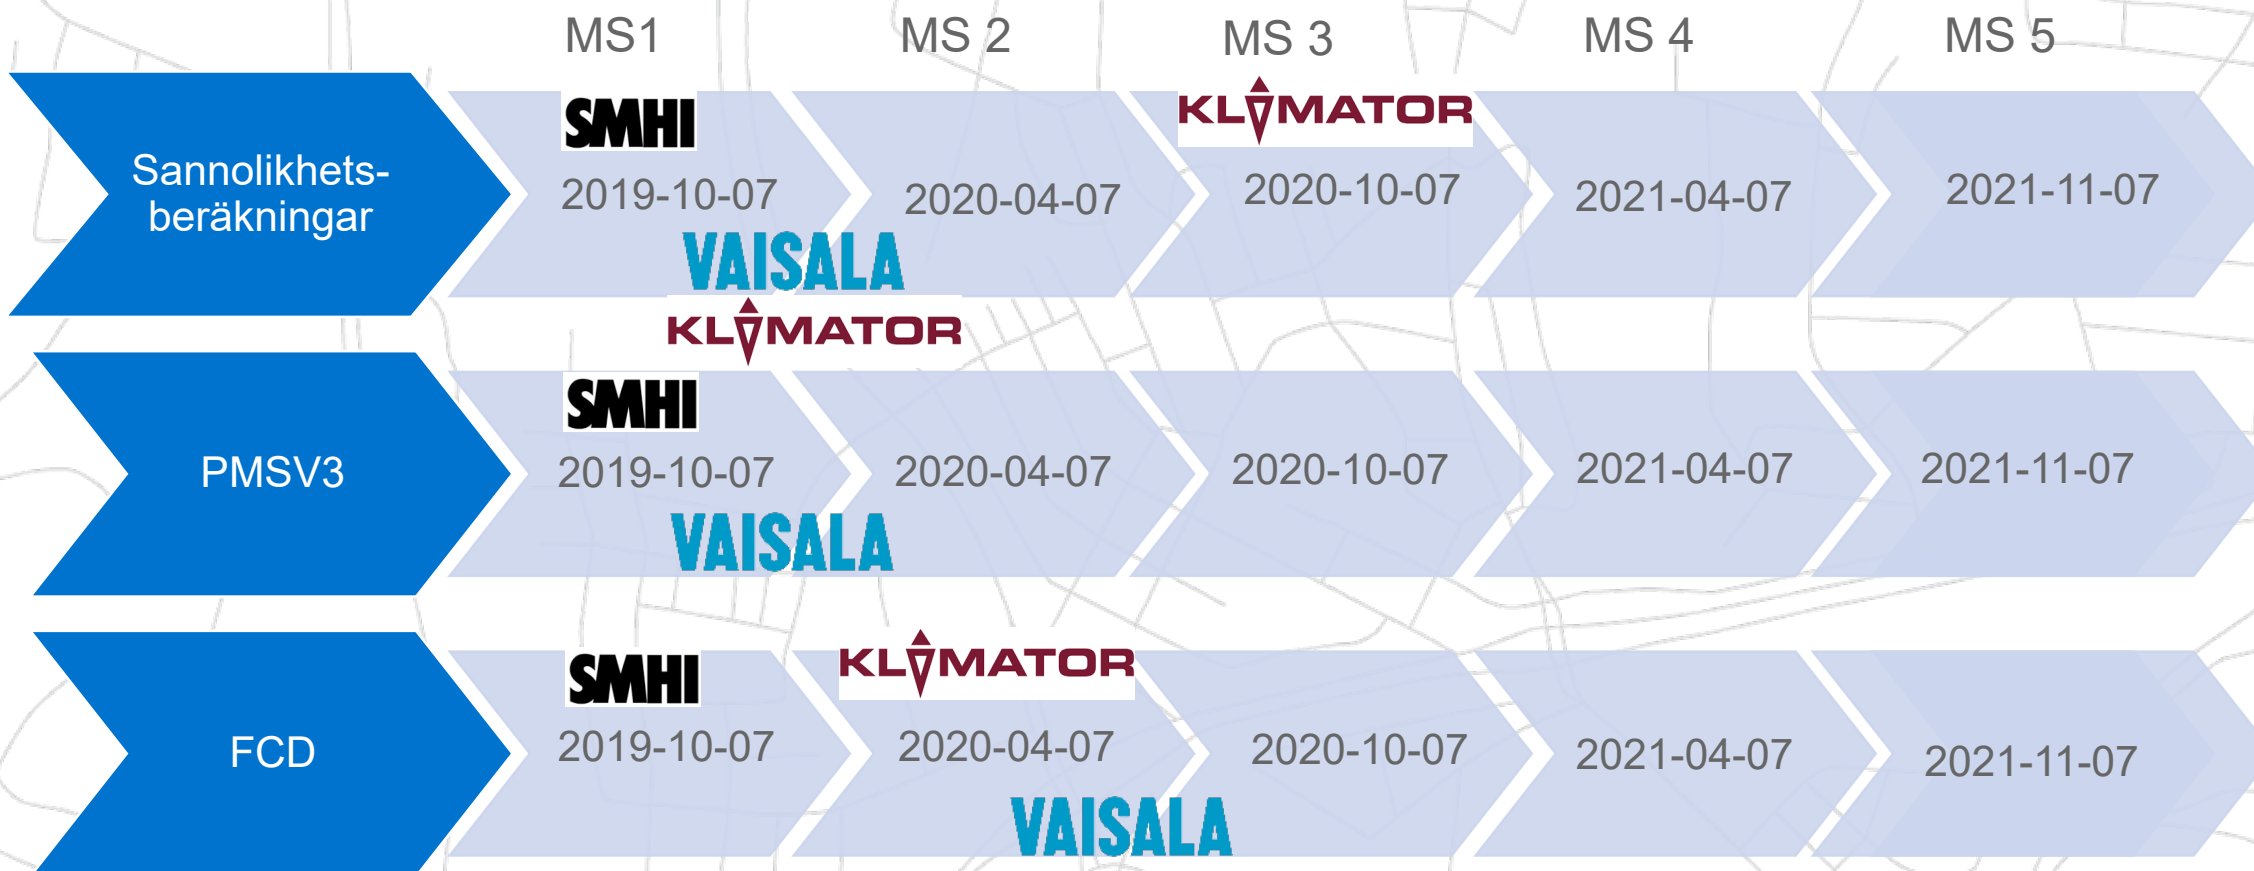 MS1
MS 2
MS 3
MS 4
MS 5
Sannolikhets-
beräkningar
SMHI
KLIMATOR
2019-10-07
2020-04-07
2020-10-07
2021-04-07
2021-11-07
VAISALA
KLIMATOR
PMSV3
SMHI
2019-10-07
2020-04-07
2020-10-07
2021-04-07
2021-11-07
VAISALA
FCD
SMHI
KLIMATOR
2019-10-07
2020-04-07
2020-10-07
2021-04-07
2021-11-07
VAISALA